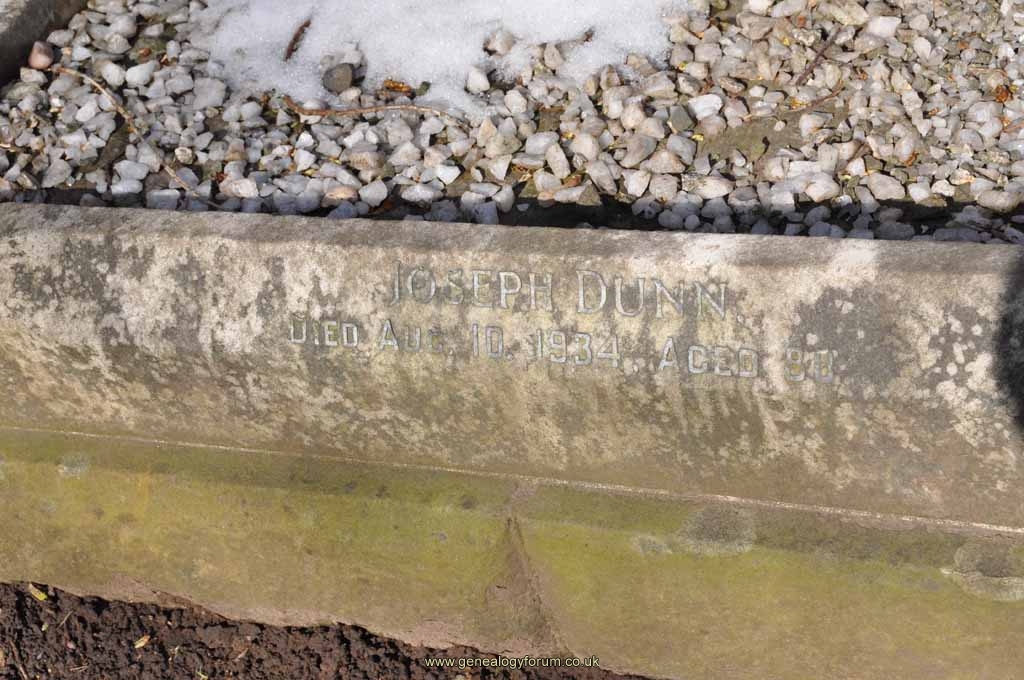 JOSEPH DUNN.
DIED AUG. 10. 1934. AGED
www.genealogyforum.co.uk